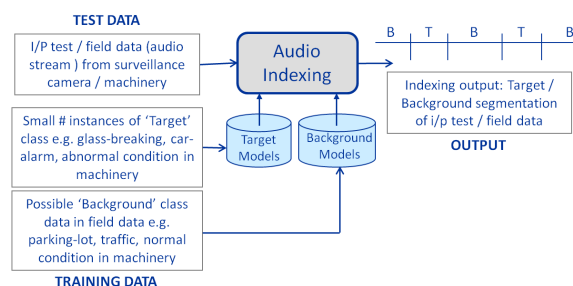 TEST DATA
I/P test / field data (audio
stream ) from surveillance
camera / machinery
Audio
Indexing
B T B T B
Indexing output: Target /
Background segmentation
of i/p test / field data
OUTPUT
Small # instances of ‘Target’
class e.g. glass-breaking, car-
alarm, abnormal condition in
machinery
Target
Models
Background
Models
Possible ‘Background’ class
data in field data e.g.
parking-lot, traffic, normal
condition in machinery
TRAINING DATA